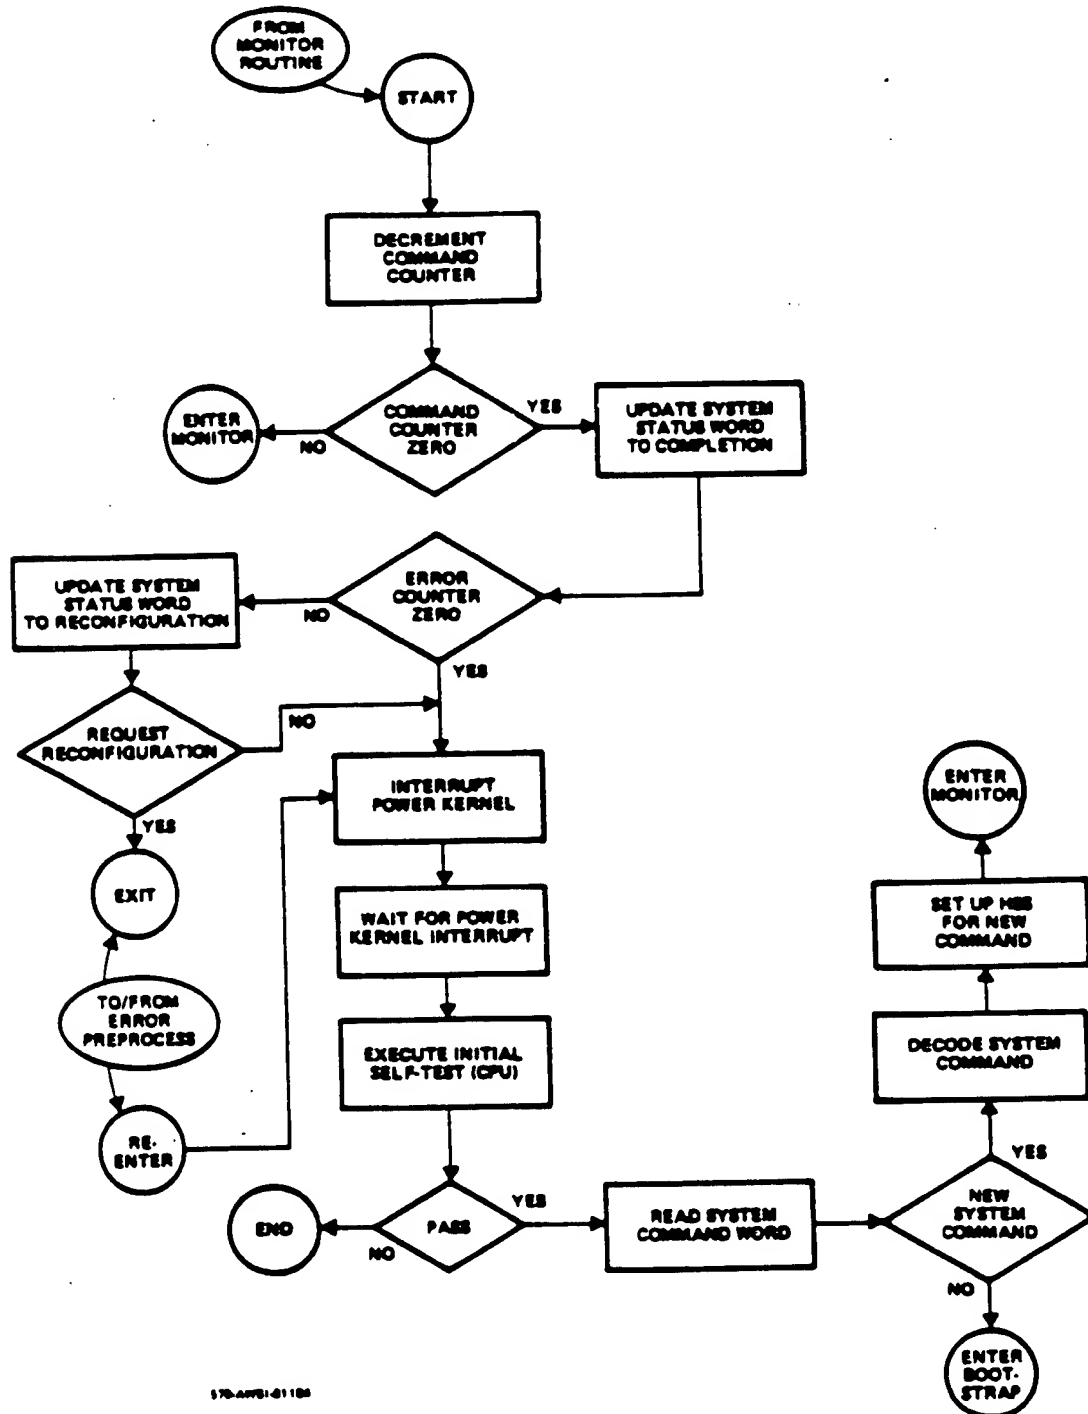 FROM
MONITOR
ROUTINE
START
DECREMENT
COMMAND
COUNTER
ENTER
MONITOR
NO
COMMAND
COUNTER
ZERO
YES
UPDATE SYSTEM
STATUS WORD
TO COMPLETION
UPDATE SYSTEM
STATUS WORD
TO RECONFIGURATION
NO
ERROR
COUNTER
ZERO
YES
REQUEST
RECONFIGURATION
NO
YES
INTERRUPT
POWER KERNEL
ENTER
MONITOR
EXIT
WAIT FOR POWER
KERNEL INTERRUPT
SET UP HSS
FOR NEW
COMMAND
TO/FROM
ERROR
PREPROCESS
EXECUTE INITIAL
SELF-TEST (CPU)
DECODE SYSTEM
COMMAND
RE-
ENTER
YES
END
NO
PASS
YES
READ SYSTEM
COMMAND WORD
NEW
SYSTEM
COMMAND
NO
ENTER
BOOT-
STRAP